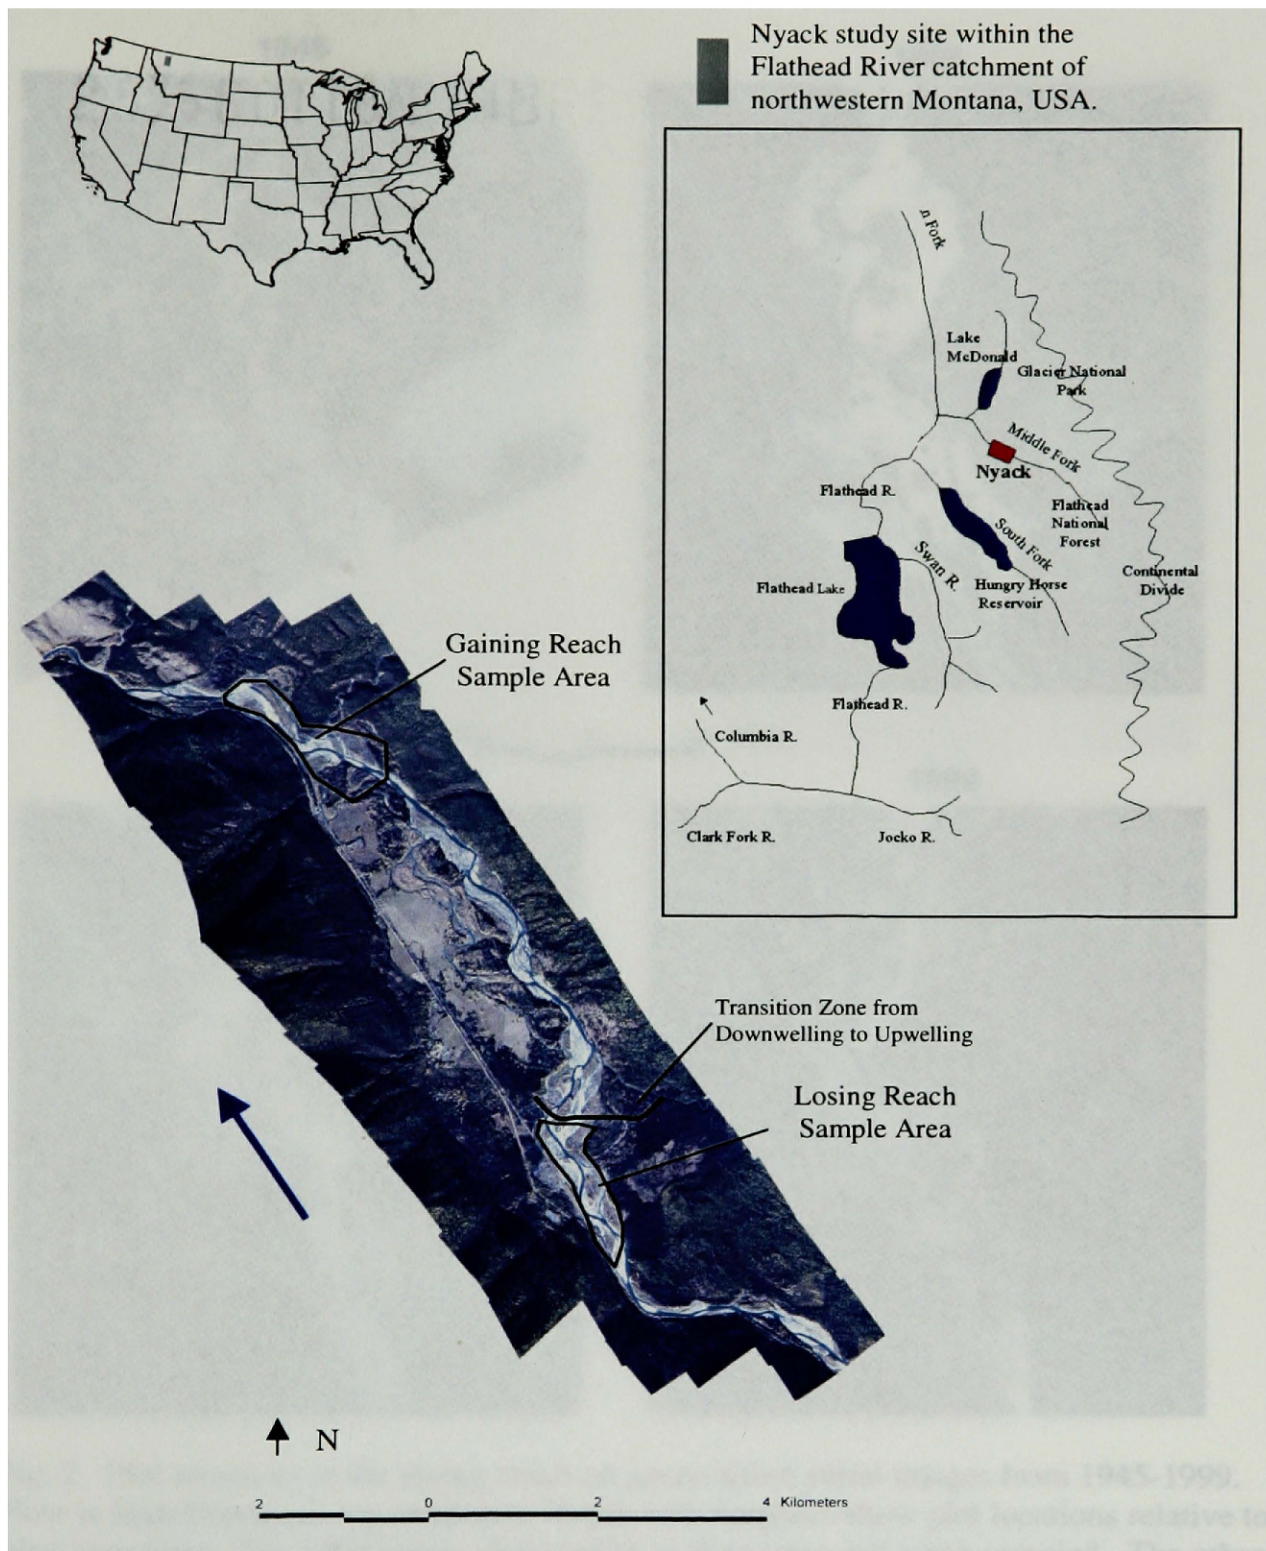 Nyack study site within the
Flathead River catchment of
northwestern Montana, USA.
n Fork
Lake
McDonald
Glacier National
Park
Middle Fork
Nyack
Flathead R.
Flathead
National
Forest
South Fork
Swan R.
Continental
Divide
Flathead Lake
Hungry Horse
Reservoir
Flathead R.
Columbia R.
Clark Fork R.
Jocko R.
Gaining Reach
Sample Area
Transition Zone from
Downwelling to Upwelling
Losing Reach
Sample Area
N
2 0 2 4 Kilometers